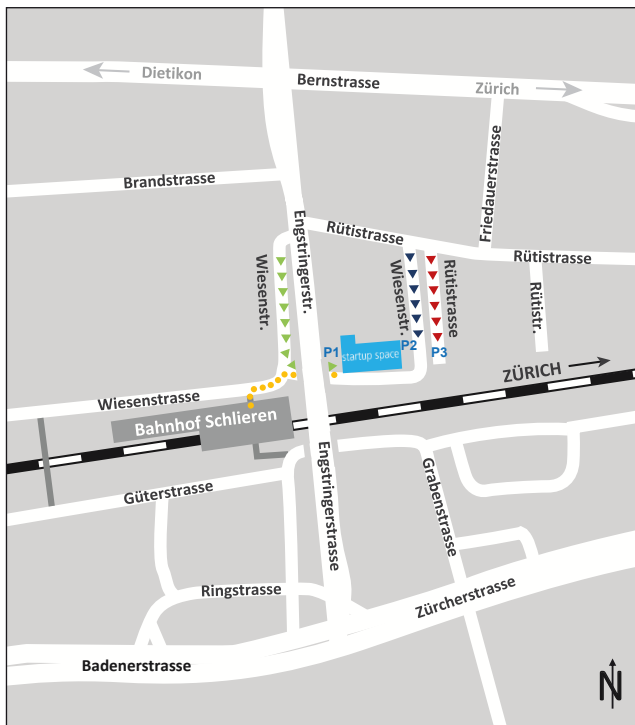 Dietikon
Bernstrasse
Zürich
Brandstrasse
Friedauerstrasse
Engstringerstr.
Rütistrasse
Wiesenstr.
Wiesenstr.
Rütistrasse
Rütistrasse
Rütistr.
P1
startup space
P2
P3
ZÜRICH
Wiesenstrasse
Bahnhof Schlieren
Engstringerstrasse
Güterstrasse
Grabenstrasse
Ringstrasse
Zürcherstrasse
Badenerstrasse
N